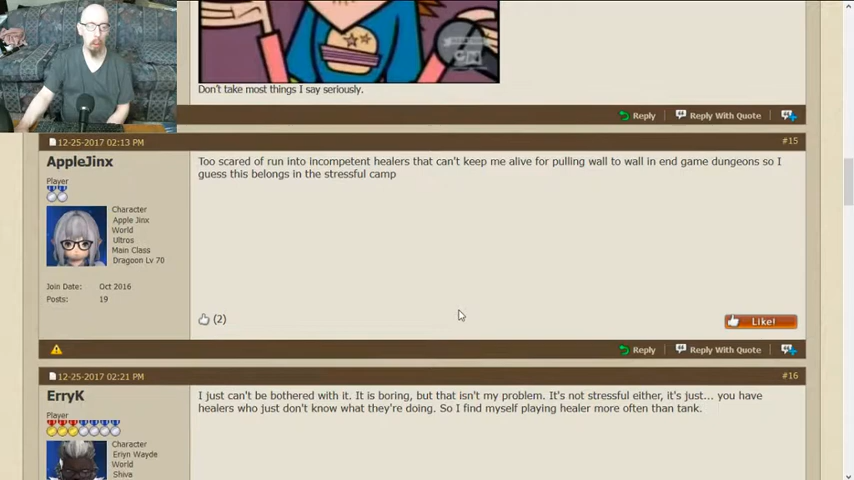 Don't take most things I say seriously.
Reply
Reply With Quote
12-25-2017 02:13 PM
#15
AppleJinx
Player
Character
Apple Jinx
World
Ultros
Main Class
Dragoon Lv 70
Join Date: Oct 2016
Posts: 19
Too scared of run into incompetent healers that can't keep me alive for pulling wall to wall in end game dungeons so I
guess this belongs in the stressful camp
(2)
Like!
Reply
Reply With Quote
12-25-2017 02:21 PM
#16
ErryK
Player
Character
Eriyn Wayde
World
Shiva
I just can't be bothered with it. It is boring, but that isn't my problem. It's not stressful either, it's just... you have
healers who just don't know what they're doing. So I find myself playing healer more often than tank.